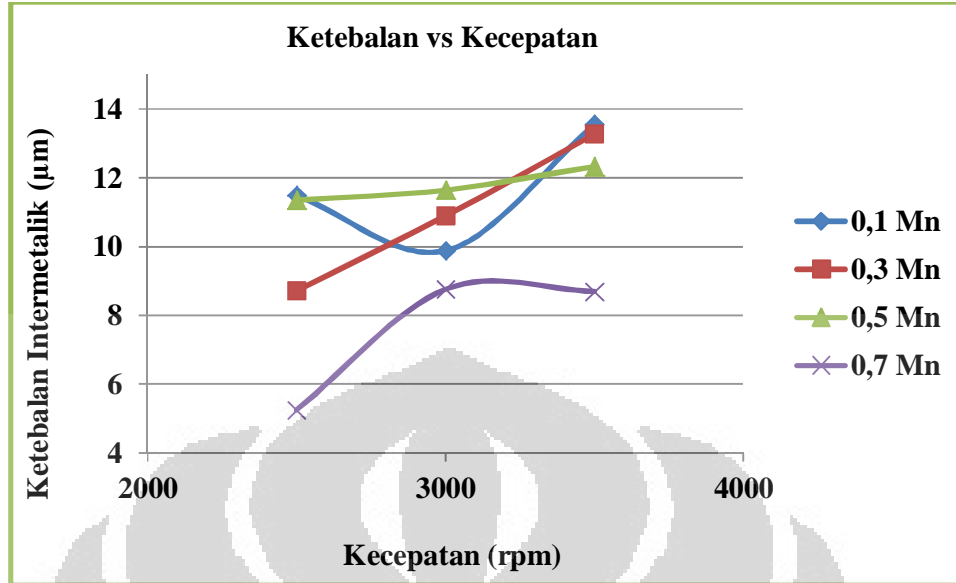 Ketebalan vs Kecepatan
Ketebalan Intermetalik (µm)
14
12
10
8
6
4
2000
3000
4000
Kecepatan (rpm)
0,1 Mn
0,3 Mn
0,5 Mn
0,7 Mn